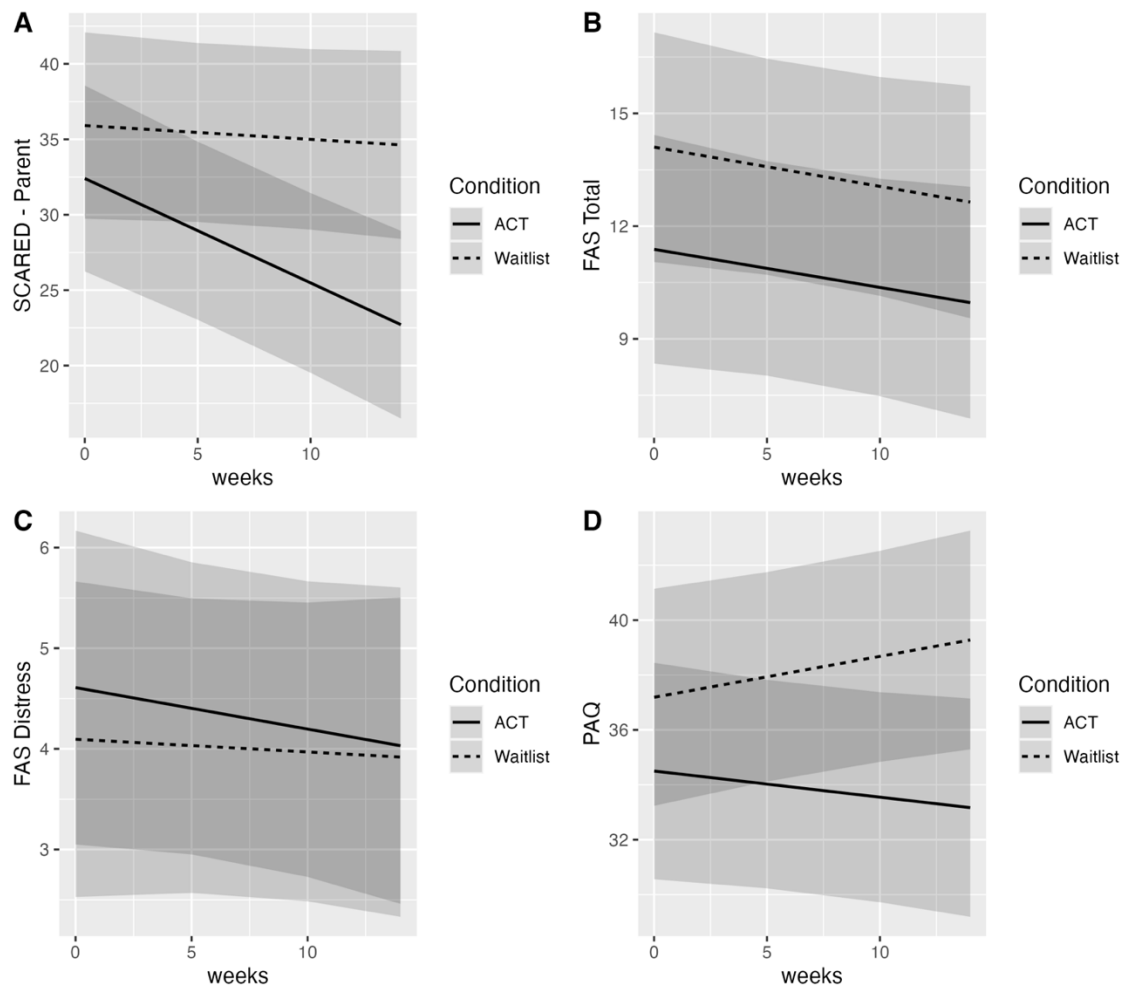 A
SCARED - Parent
40
35
30
25
20
0
5
10
weeks
Condition
ACT
Waitlist
B
FAS Total
15
12
9
0
5
10
weeks
Condition
ACT
Waitlist
C
FAS Distress
6
5
4
3
0
5
10
weeks
Condition
ACT
Waitlist
D
PAQ
40
36
32
0
5
10
weeks
Condition
ACT
Waitlist